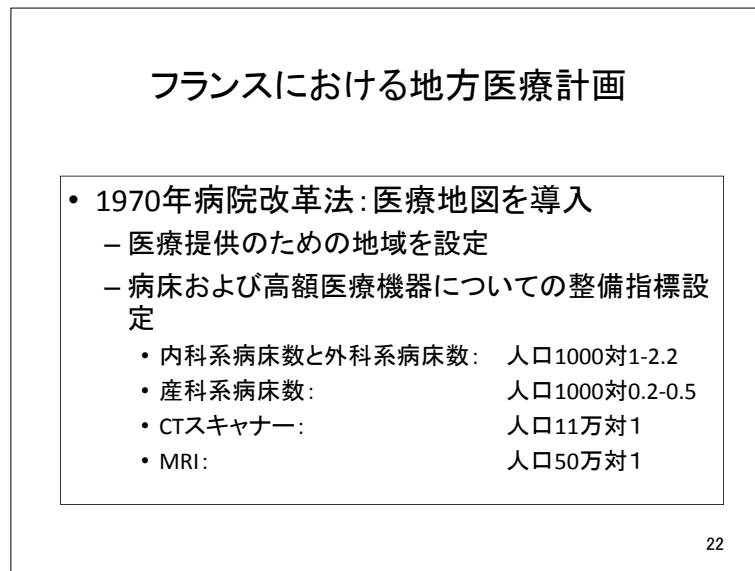 フランスにおける地方医療計画
• 1970年病院改革法：医療地図を導入
– 医療提供のための地域を設定
– 病床および高額医療機器についての整備指標設
定
• 内科系病床数と外科系病床数： 人口1000対1-2.2
• 産科系病床数： 人口1000対0.2-0.5
• CTスキャナー： 人口11万対１
• MRI： 人口50万対１
22